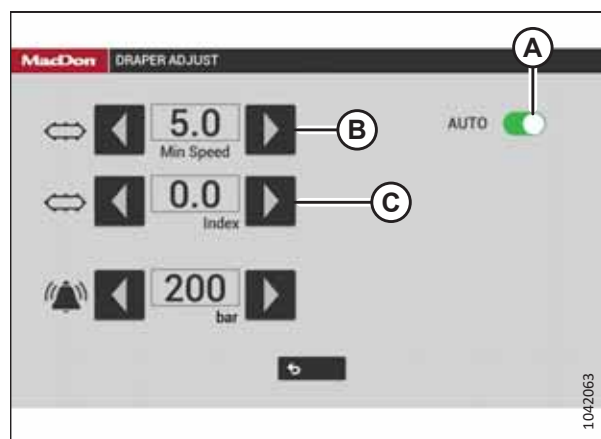 MacDon DRAPER ADJUST
A
5.0
Min Speed
B
AUTO
0.0
Index
C
200
bar
1042063